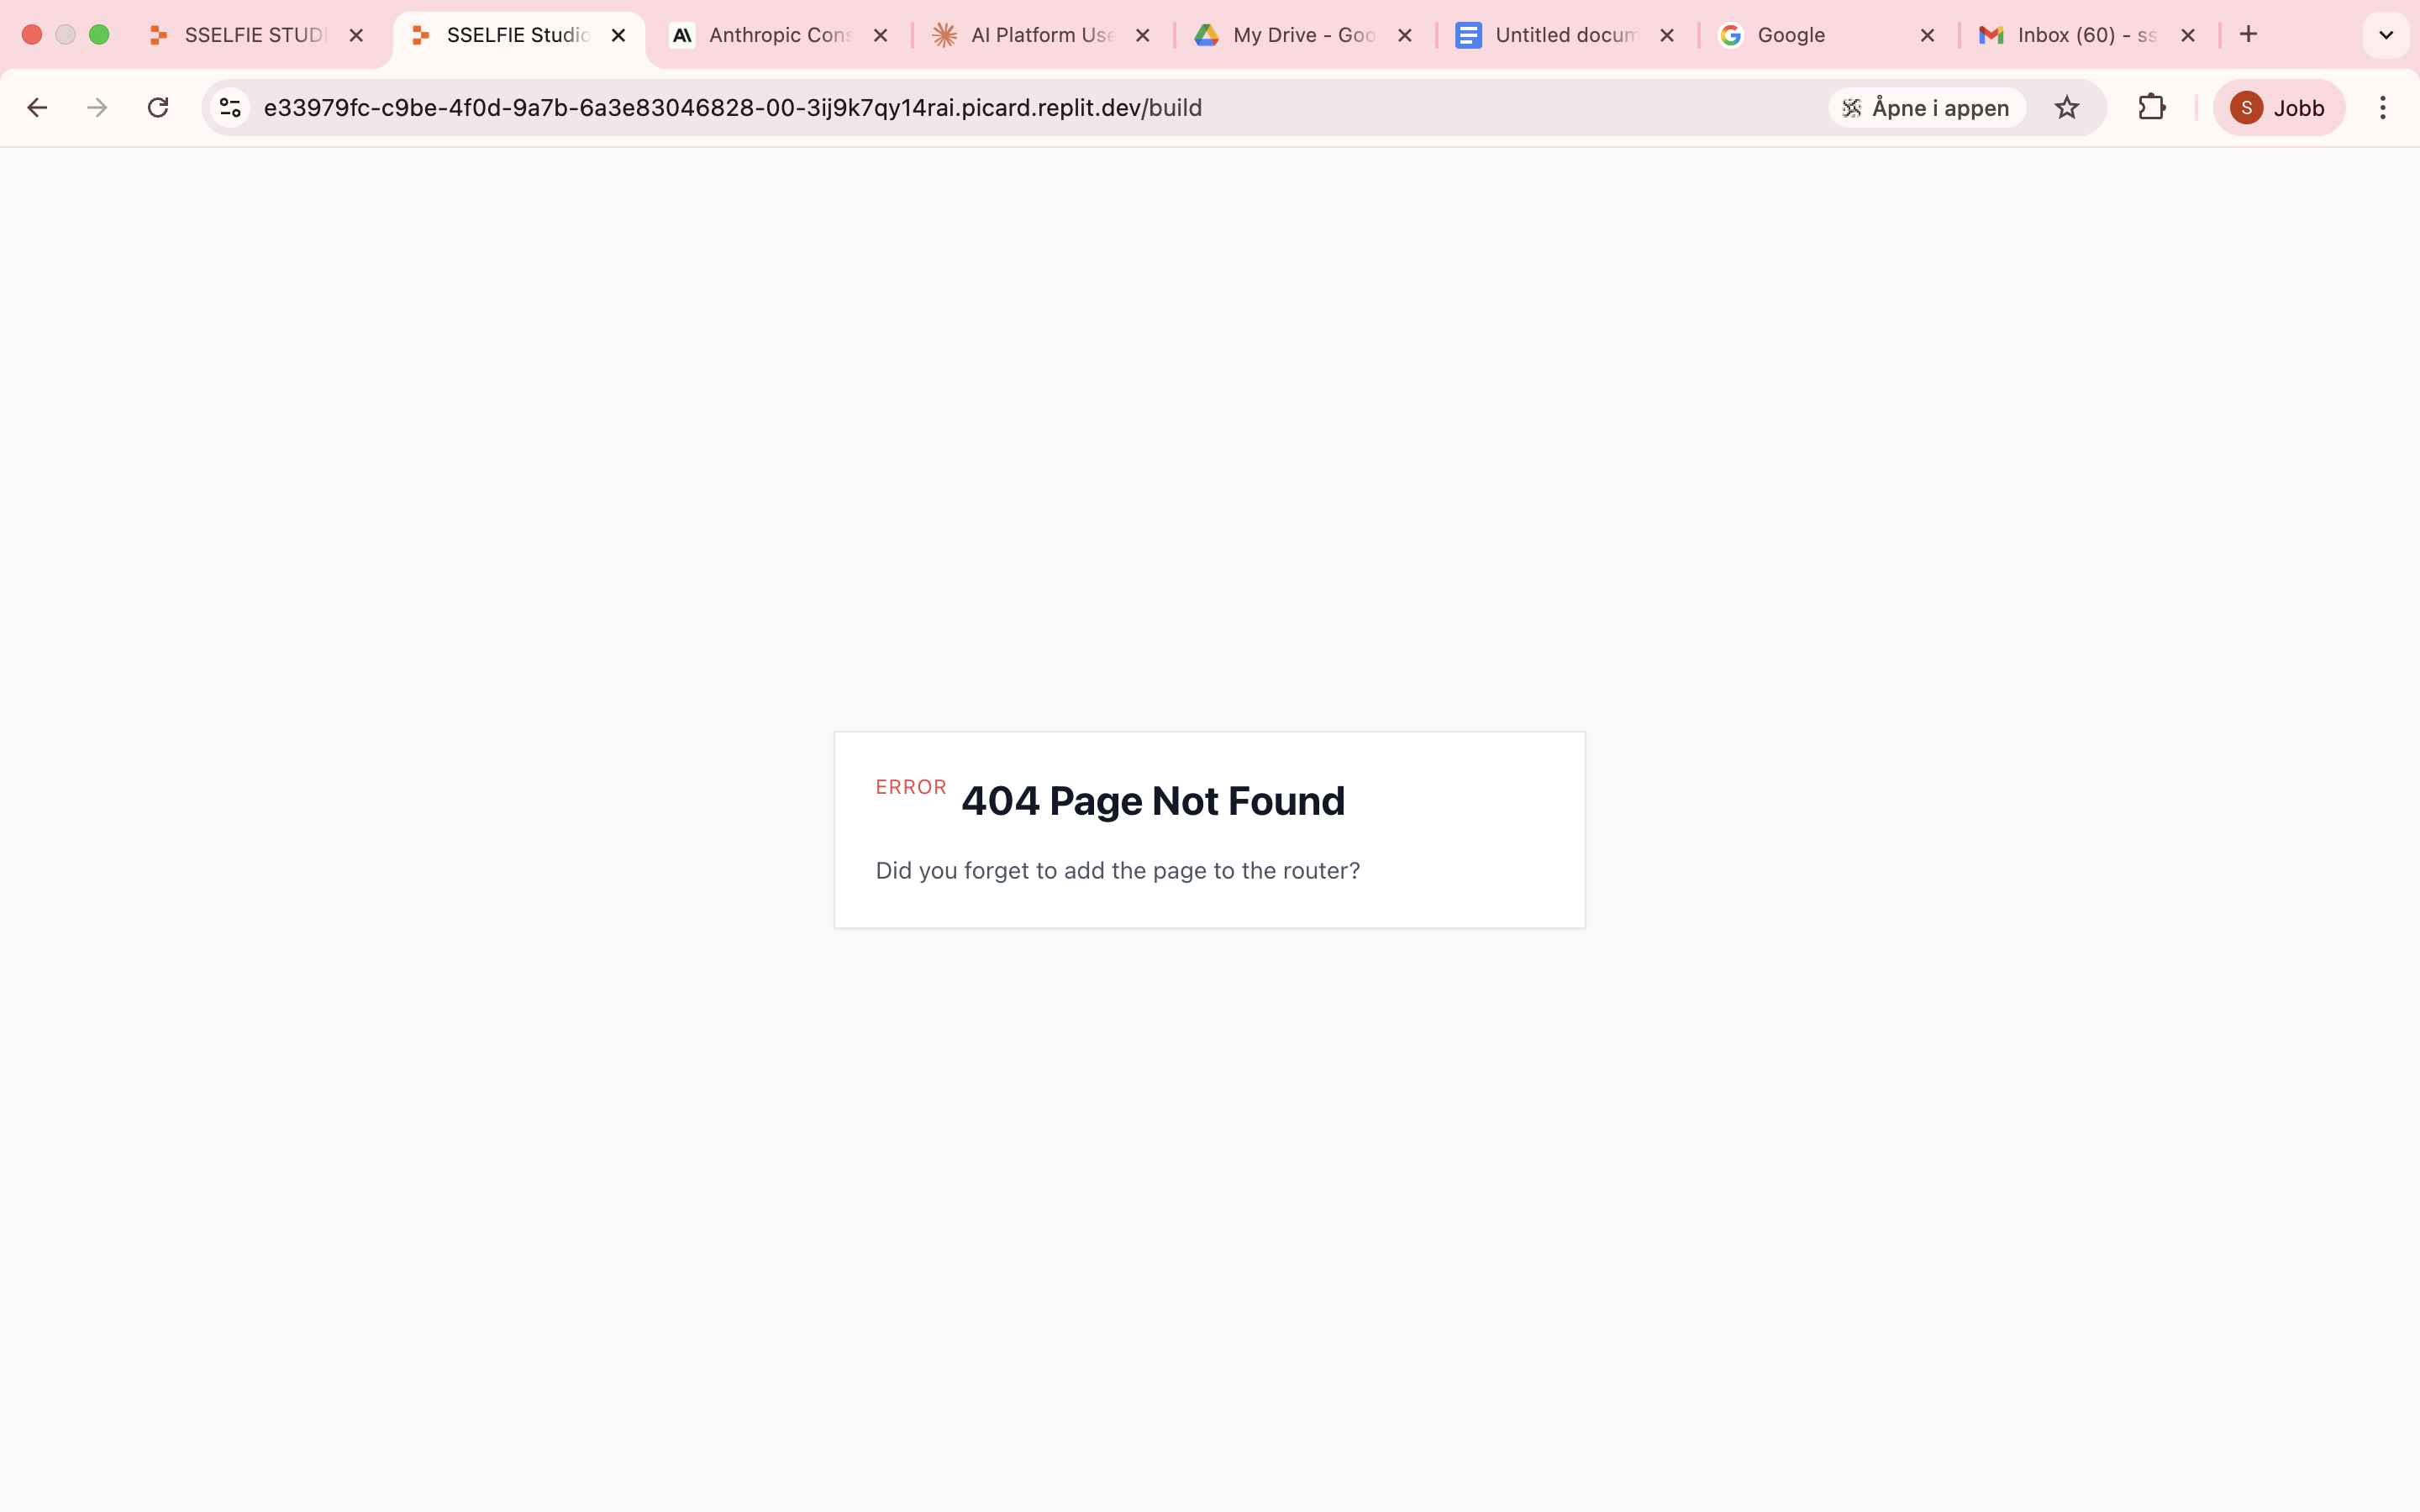 SSELFIE STUD
SSELFIE Studio
Anthropic Cons
AI Platform Use
My Drive - Goo
Untitled docum
Google
Inbox (60) - ss
e33979fc-c9be-4f0d-9a7b-6a3e83046828-00-3ij9k7qy14rai.picard.replit.dev/build
Åpne i appen
S
Jobb
ERROR 404 Page Not Found
Did you forget to add the page to the router?